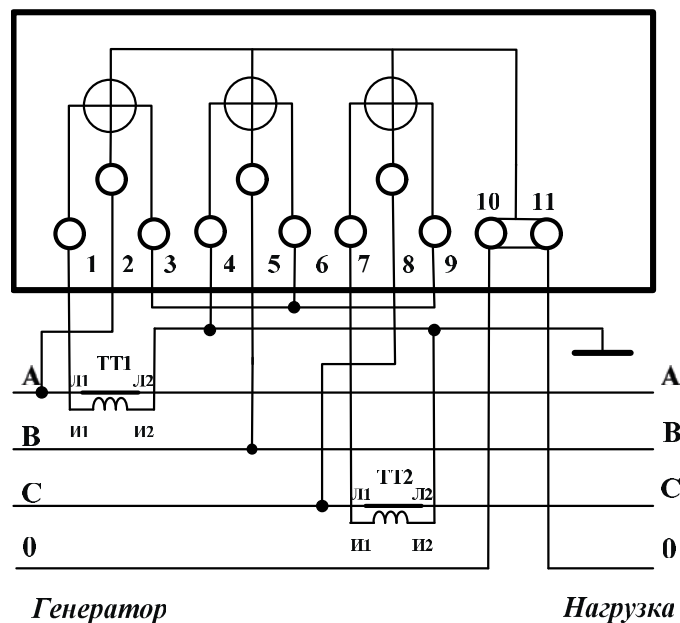 10 11
1 2 3 4 5 6 7 8 9
ТТ1
А Л1 Л2 А
И1 И2
В В
ТТ2
С Л1 Л2 С
И1 И2
0 0
Генератор Нагрузка